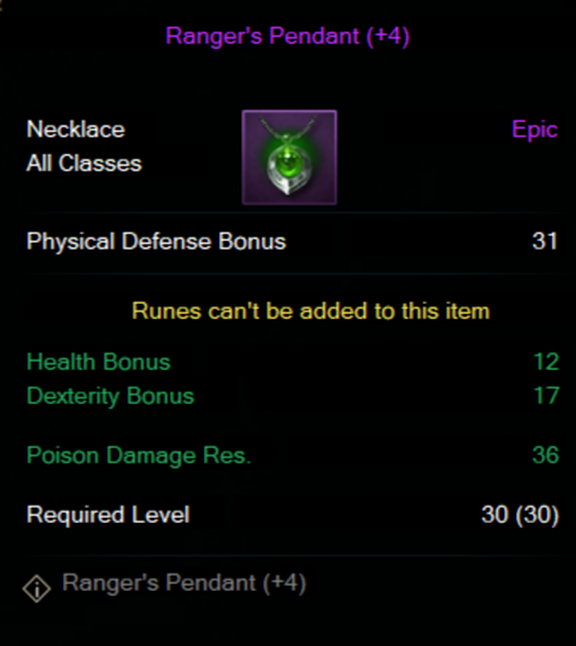 Ranger's Pendant (+4)
Necklace
Epic
All Classes
Physical Defense Bonus 31
Runes can't be added to this item
Health Bonus 12
Dexterity Bonus 17
Poison Damage Res. 36
Required Level 30 (30)
Ranger's Pendant (+4)